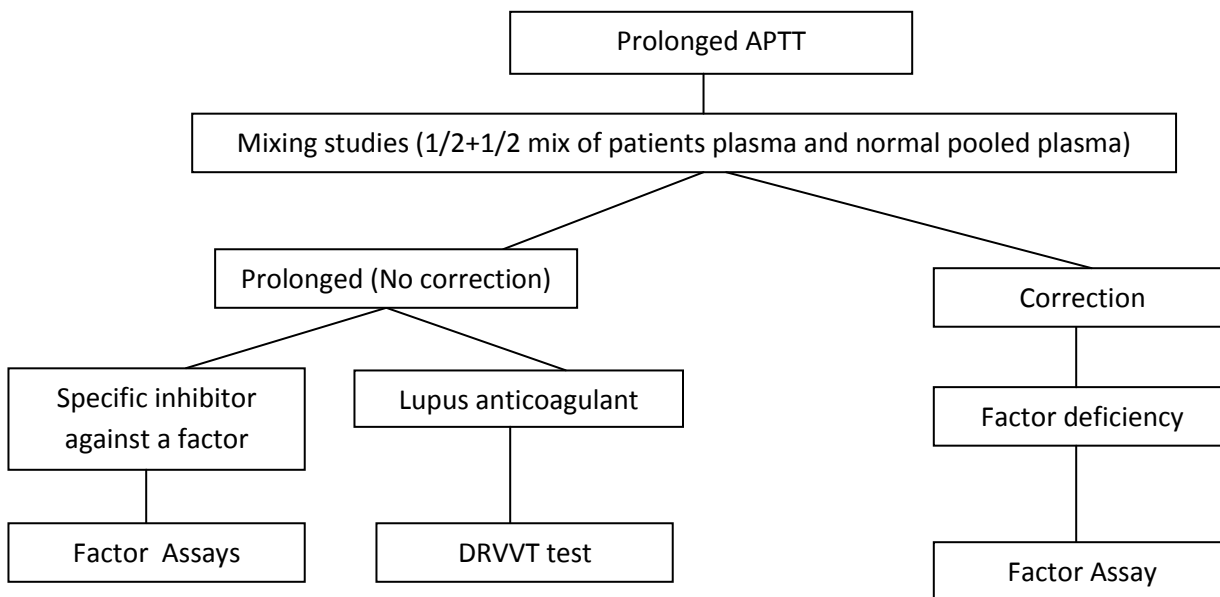 Prolonged APTT
Mixing studies (1/2+1/2 mix of patients plasma and normal pooled plasma)
Prolonged (No correction)
Correction
Specific inhibitor
against a factor
Lupus anticoagulant
Factor deficiency
Factor  Assays
DRVVT test
Factor Assay